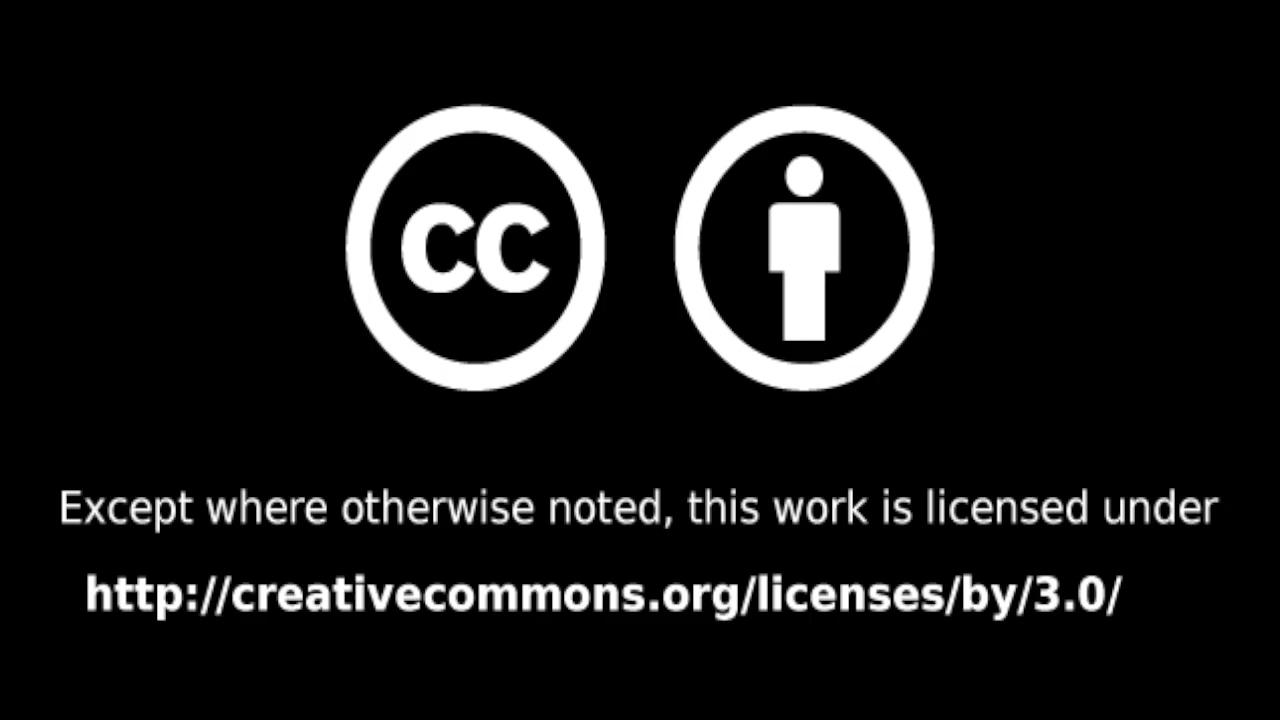 cc
Except where otherwise noted, this work is licensed under
http://creativecommons.org/licenses/by/3.0/